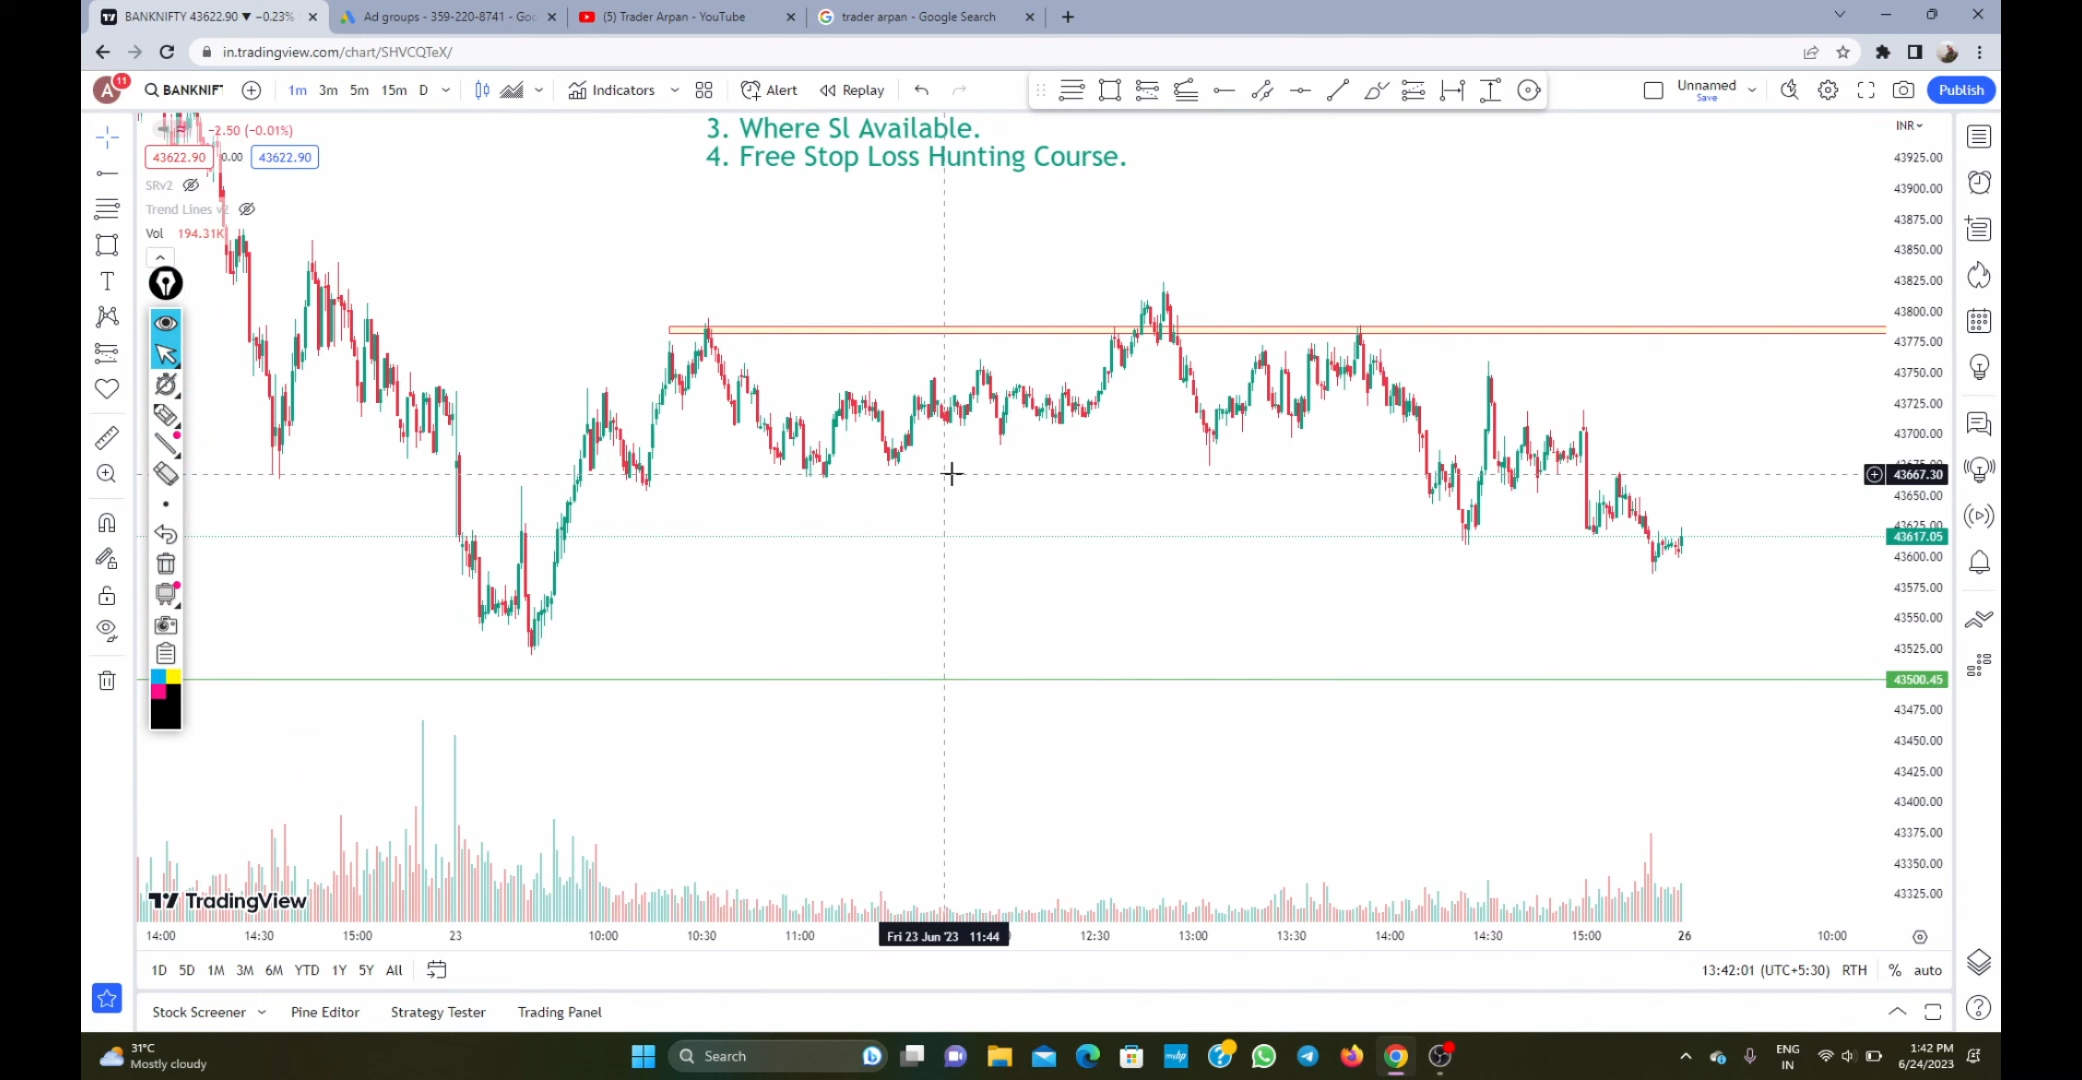 BANKNIFTY 43622.90 ▼ −0.23%
Ad groups - 359-220-8741 - Goo
(5) Trader Arpan - YouTube
trader arpan - Google Search
in.tradingview.com/chart/SHVCQTeX/
A 11
BANKNIF
1m 3m 5m 15m D
Indicators
Alert
Replay
Unnamed
Save
Publish
3. Where Sl Available.
4. Free Stop Loss Hunting Course.
−2.50 (−0.01%)
43622.90 0.00 43622.90
SRv2
Trend Lines v2
Vol 194.31K
INR
43925.00
43900.00
43875.00
43850.00
43825.00
43800.00
43775.00
43750.00
43725.00
43700.00
43667.30
43650.00
43625.00
43617.05
43600.00
43575.00
43550.00
43525.00
43500.45
43475.00
43450.00
43425.00
43400.00
43375.00
43350.00
43325.00
TradingView
14:00 14:30 15:00 23 10:00 10:30 11:00 Fri 23 Jun '23 11:44 12:30 13:00 13:30 14:00 14:30 15:00 26 10:00
1D 5D 1M 3M 6M YTD 1Y 5Y All
13:42:01 (UTC+5:30) RTH % auto
Stock Screener Pine Editor Strategy Tester Trading Panel
31°C
Mostly cloudy
Search
ENG
IN
1:42 PM
6/24/2023